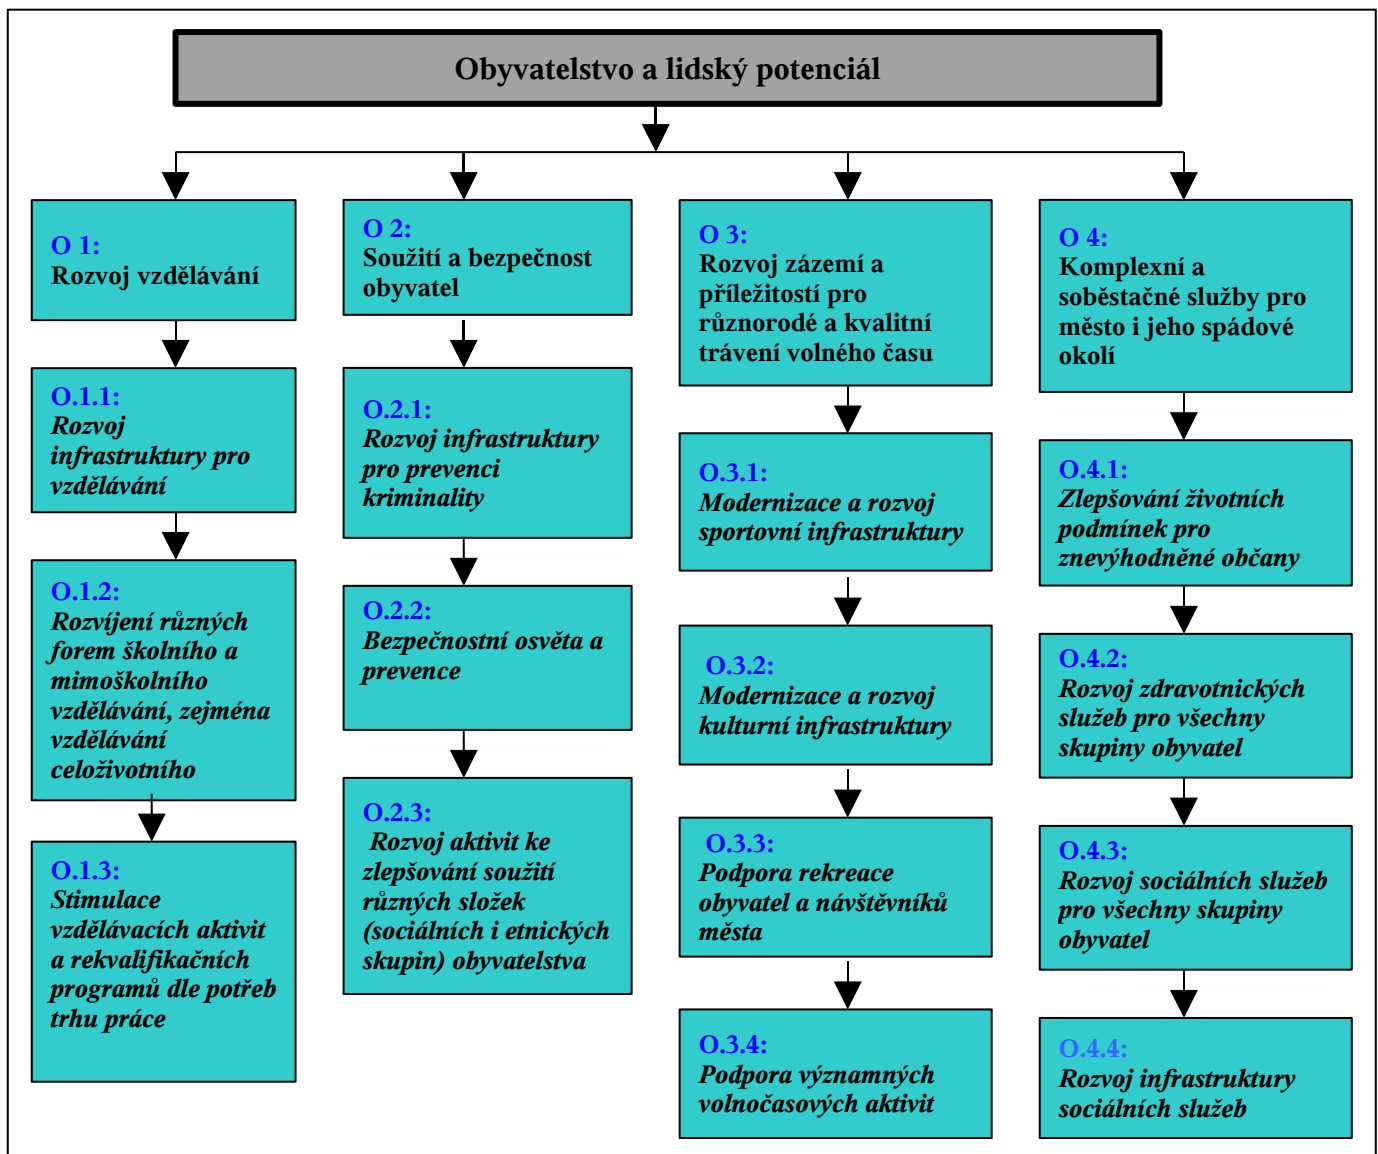 Obyvatelstvo a lidský potenciál
O 1:
Rozvoj vzdělávání
O.1.1:
Rozvoj
infrastruktury pro
vzdělávání
O.1.2:
Rozvíjení různých
forem školního a
mimoškolního
vzdělávání, zejména
vzdělávání
celoživotního
O.1.3:
Stimulace
vzdělávacích aktivit
a rekvalifikačních
programů dle potřeb
trhu práce
O 2:
Soužití a bezpečnost
obyvatel
O.2.1:
Rozvoj infrastruktury
pro prevenci
kriminality
O.2.2:
Bezpečnostní osvěta a
prevence
O.2.3:
Rozvoj aktivit ke
zlepšování soužití
různých složek
(sociálních i etnických
skupin) obyvatelstva
O 3:
Rozvoj zázemí a
příležitostí pro
různorodé a kvalitní
trávení volného času
O.3.1:
Modernizace a rozvoj
sportovní infrastruktury
O.3.2:
Modernizace a rozvoj
kulturní infrastruktury
O.3.3:
Podpora rekreace
obyvatel a návštěvníků
města
O.3.4:
Podpora významných
volnočasových aktivit
O 4:
Komplexní a
soběstačné služby pro
město i jeho spádové
okolí
O.4.1:
Zlepšování životních
podmínek pro
znevýhodněné občany
O.4.2:
Rozvoj zdravotnických
služeb pro všechny
skupiny obyvatel
O.4.3:
Rozvoj sociálních služeb
pro všechny skupiny
obyvatel
O.4.4:
Rozvoj infrastruktury
sociálních služeb